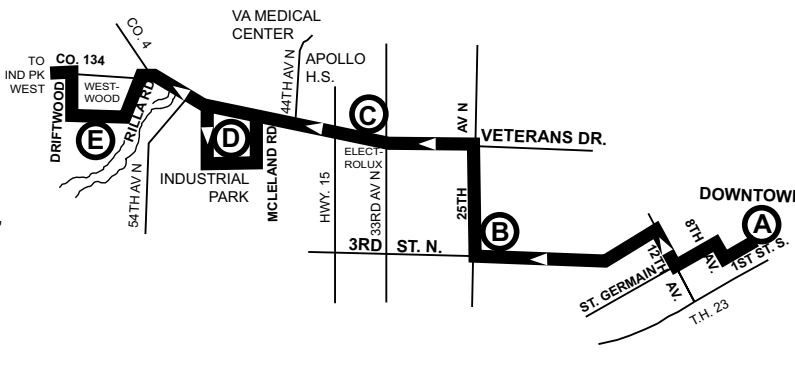 VA MEDICAL
CENTER
CO. 4
TO
IND PK
WEST
CO. 134
APOLLO
H.S.
44TH AV N
WEST-
WOOD
DRIFTWOOD
RILLA RD
E
D
C
ELECT-
ROLUX
AV N
25TH
VETERANS DR.
INDUSTRIAL
PARK
MCLELAND RD
54TH AV N
HWY. 15
33RD AV N
3RD ST. N.
B
DOWNTOW
A
8TH
AV.
1ST ST. S.
12TH
AV.
ST. GERMAIN
T.H. 23